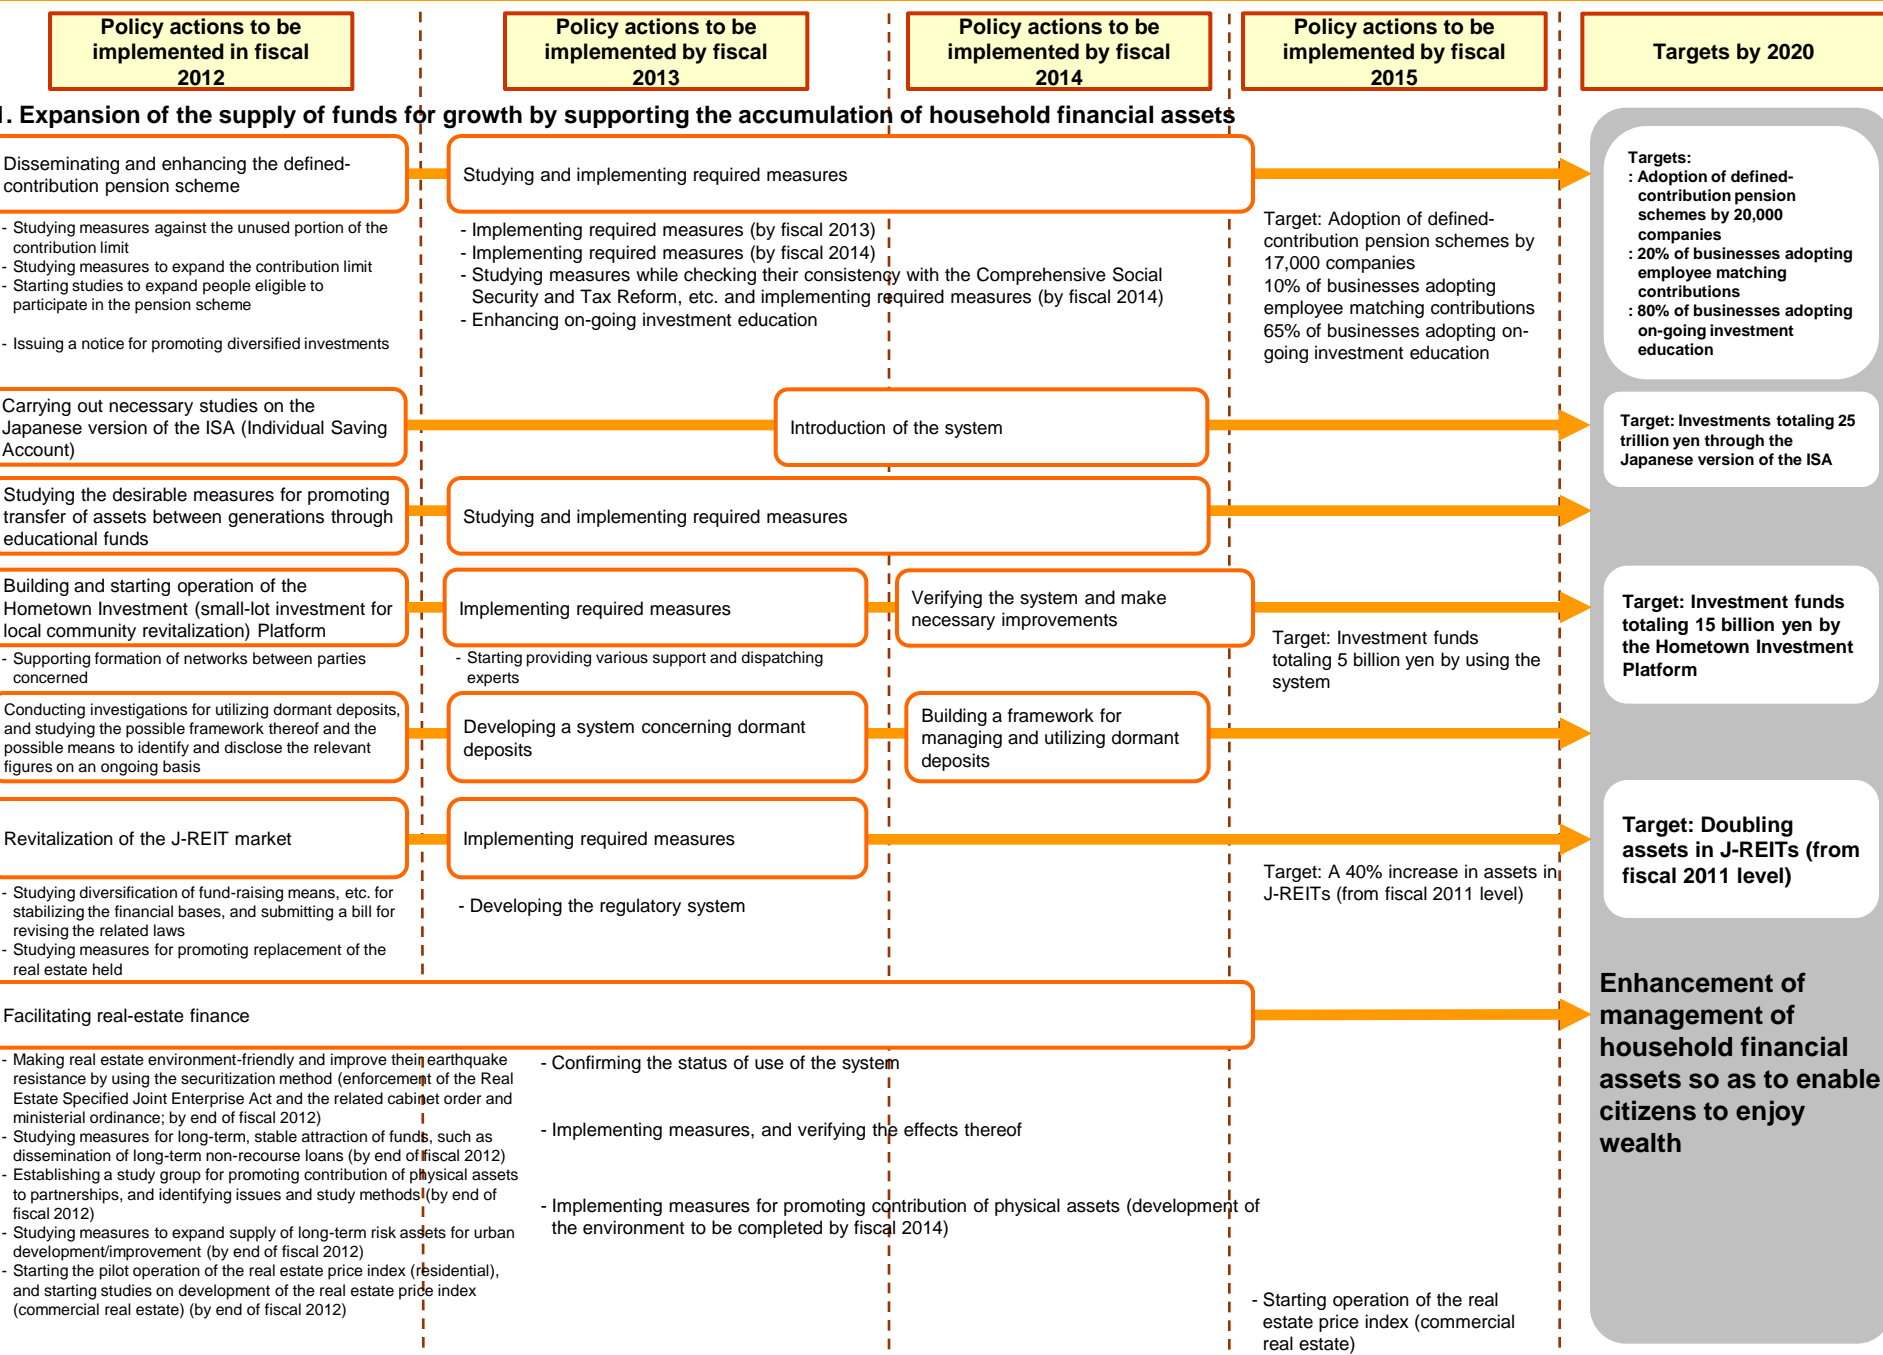 Policy actions to be
implemented in fiscal
2012
Policy actions to be
implemented by fiscal
2013
Policy actions to be
implemented by fiscal
2014
Policy actions to be
implemented by fiscal
2015
Targets by 2020
1. Expansion of the supply of funds for growth by supporting the accumulation of household financial assets
Disseminating and enhancing the defined-
contribution pension scheme
Studying and implementing required measures
- Studying measures against the unused portion of the
contribution limit
- Studying measures to expand the contribution limit
- Starting studies to expand people eligible to
participate in the pension scheme
- Issuing a notice for promoting diversified investments
- Implementing required measures (by fiscal 2013)
- Implementing required measures (by fiscal 2014)
- Studying measures while checking their consistency with the Comprehensive Social
Security and Tax Reform, etc. and implementing required measures (by fiscal 2014)
- Enhancing on-going investment education
Target: Adoption of defined-
contribution pension schemes by
17,000 companies
10% of businesses adopting
employee matching contributions
65% of businesses adopting on-
going investment education
Targets:
: Adoption of defined-
contribution pension
schemes by 20,000
companies
: 20% of businesses adopting
employee matching
contributions
: 80% of businesses adopting
on-going investment
education
Carrying out necessary studies on the
Japanese version of the ISA (Individual Saving
Account)
Introduction of the system
Target: Investments totaling 25
trillion yen through the
Japanese version of the ISA
Studying the desirable measures for promoting
transfer of assets between generations through
educational funds
Studying and implementing required measures
Building and starting operation of the
Hometown Investment (small-lot investment for
local community revitalization) Platform
Implementing required measures
Verifying the system and make
necessary improvements
- Supporting formation of networks between parties
concerned
- Starting providing various support and dispatching
experts
Target: Investment funds
totaling 5 billion yen by using the
system
Target: Investment funds
totaling 15 billion yen by
the Hometown Investment
Platform
Conducting investigations for utilizing dormant deposits,
and studying the possible framework thereof and the
possible means to identify and disclose the relevant
figures on an ongoing basis
Developing a system concerning dormant
deposits
Building a framework for
managing and utilizing dormant
deposits
Revitalization of the J-REIT market
Implementing required measures
- Studying diversification of fund-raising means, etc. for
stabilizing the financial bases, and submitting a bill for
revising the related laws
- Studying measures for promoting replacement of the
real estate held
- Developing the regulatory system
Target: A 40% increase in assets in
J-REITs (from fiscal 2011 level)
Target: Doubling
assets in J-REITs (from
fiscal 2011 level)
Facilitating real-estate finance
- Making real estate environment-friendly and improve their earthquake
resistance by using the securitization method (enforcement of the Real
Estate Specified Joint Enterprise Act and the related cabinet order and
ministerial ordinance; by end of fiscal 2012)
- Studying measures for long-term, stable attraction of funds, such as
dissemination of long-term non-recourse loans (by end of fiscal 2012)
- Establishing a study group for promoting contribution of physical assets
to partnerships, and identifying issues and study methods (by end of
fiscal 2012)
- Studying measures to expand supply of long-term risk assets for urban
development/improvement (by end of fiscal 2012)
- Starting the pilot operation of the real estate price index (residential),
and starting studies on development of the real estate price index
(commercial real estate) (by end of fiscal 2012)
- Confirming the status of use of the system
- Implementing measures, and verifying the effects thereof
- Implementing measures for promoting contribution of physical assets (development of
the environment to be completed by fiscal 2014)
- Starting operation of the real
estate price index (commercial
real estate)
Enhancement of
management of
household financial
assets so as to enable
citizens to enjoy
wealth